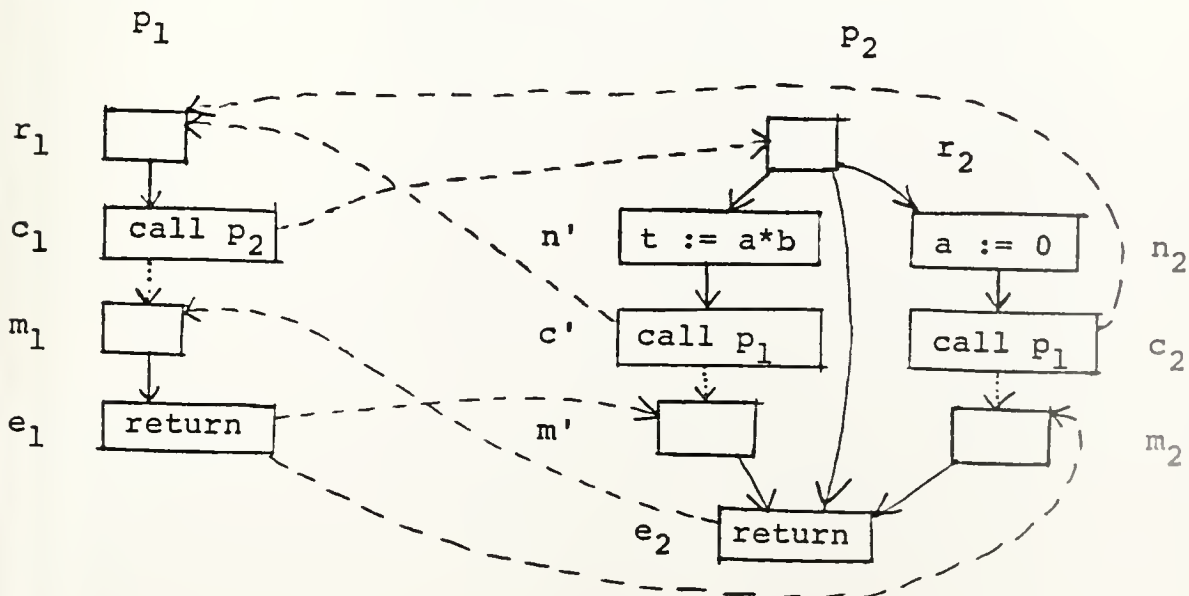 p1
p2
r1
r2
c1
call p2
n'
t := a*b
a := 0
n2
m1
c'
call p1
call p1
c2
e1
return
m'
m2
e2
return